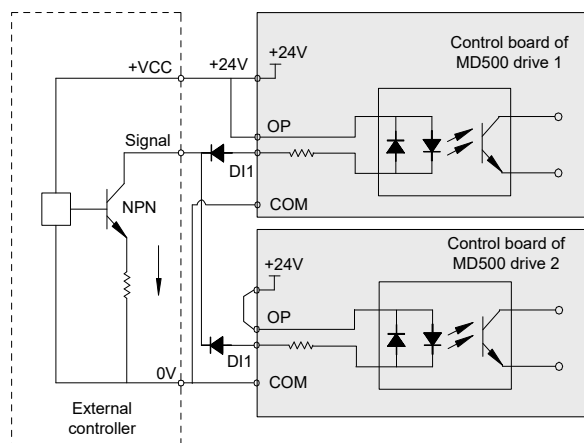 Control board of
MD500 drive 1
+VCC
+24V
+24V
OP
Signal
DI1
NPN
COM
Control board of
MD500 drive 2
+24V
OP
DI1
0V
COM
External
controller